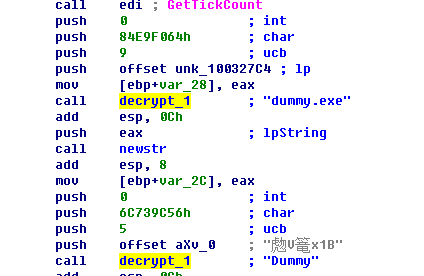 call edi ; GetTickCount
push 0 ; int
push 84E9F064h ; char
push 9 ; ucb
push offset unk_100327C4 ; lp
mov [ebp+var_28], eax
call decrypt_1 ; "dummy.exe"
add esp, 0Ch
push eax ; lpString
call newstr
add esp, 8
mov [ebp+var_2C], eax
push 0 ; int
push 6C739C56h ; char
push 5 ; ucb
push offset aXv_0 ; "V x1B"
call decrypt_1 ; "Dummy"
add esp, 0Ch